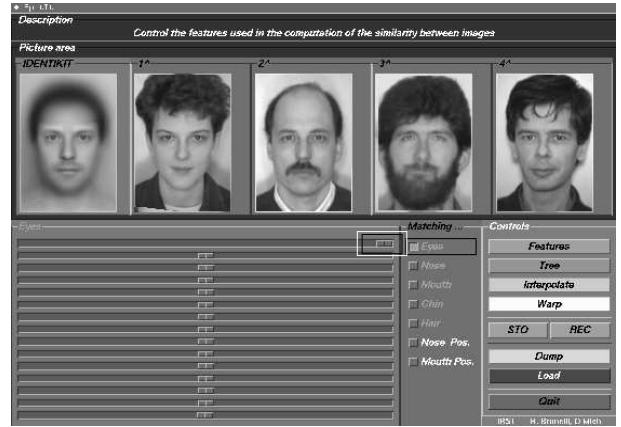 Description
Control the features used in the computation of the similarity between images
Picture area
IDENTIKIT 1^ 2^ 3^ 4^
Eyes
Matching ...
Eyes
Nose
Mouth
Chin
Hair
Nose Pos.
Mouth Pos.
Controls
Features
Tree
Interpolate
Warp
STO REC
Dump
Load
Quit
IRST